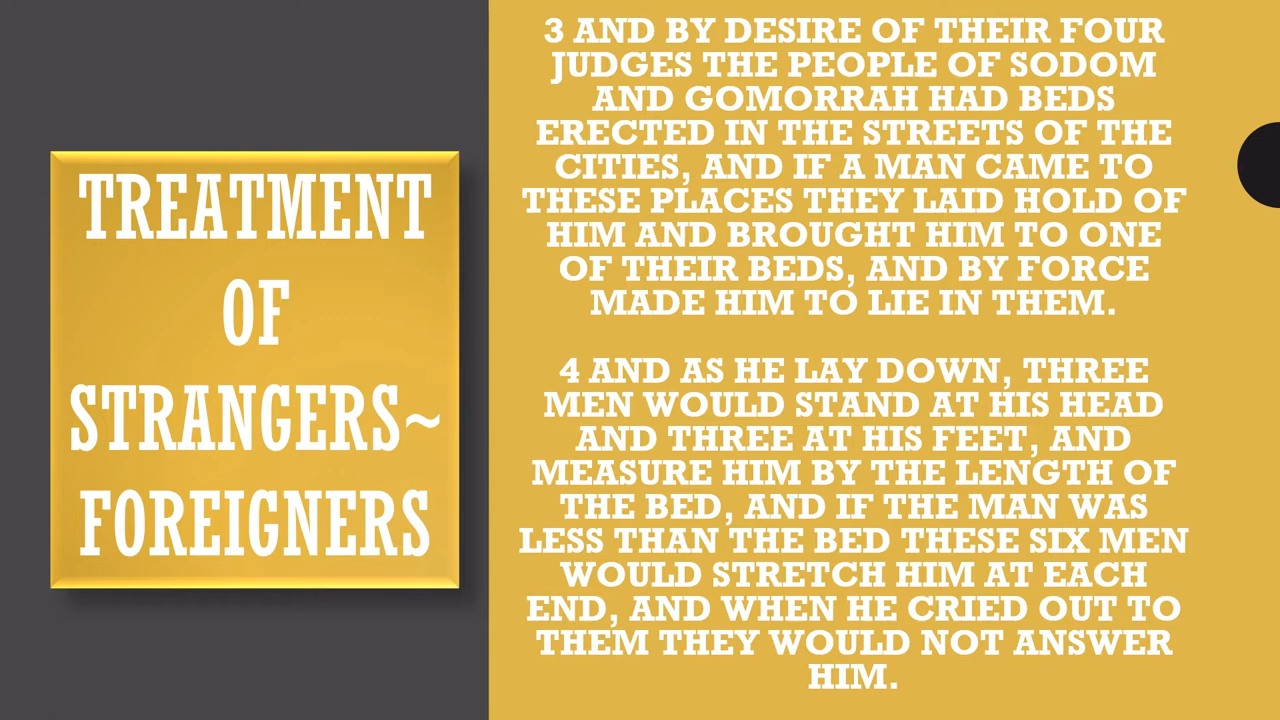 TREATMENT
OF
STRANGERS~
FOREIGNERS
3 AND BY DESIRE OF THEIR FOUR
JUDGES THE PEOPLE OF SODOM
AND GOMORRAH HAD BEDS
ERECTED IN THE STREETS OF THE
CITIES, AND IF A MAN CAME TO
THESE PLACES THEY LAID HOLD OF
HIM AND BROUGHT HIM TO ONE
OF THEIR BEDS, AND BY FORCE
MADE HIM TO LIE IN THEM.
4 AND AS HE LAY DOWN, THREE
MEN WOULD STAND AT HIS HEAD
AND THREE AT HIS FEET, AND
MEASURE HIM BY THE LENGTH OF
THE BED, AND IF THE MAN WAS
LESS THAN THE BED THESE SIX MEN
WOULD STRETCH HIM AT EACH
END, AND WHEN HE CRIED OUT TO
THEM THEY WOULD NOT ANSWER
HIM.